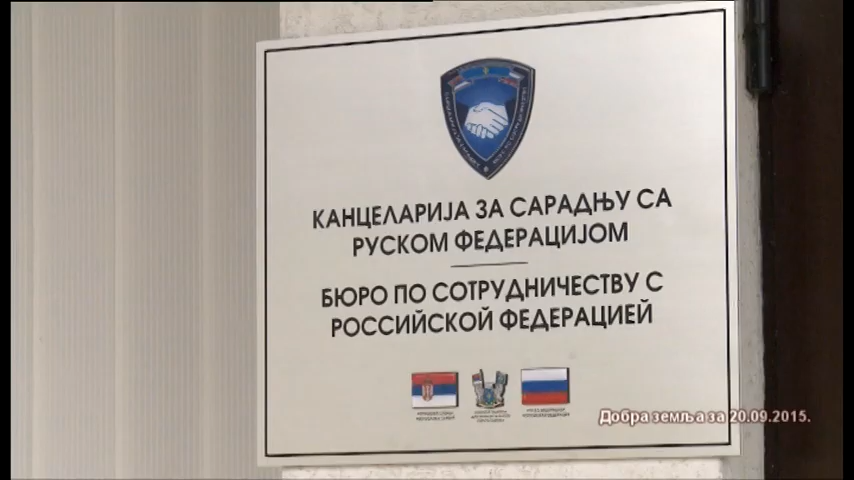 КАНЦЕЛАРИЈА ЗА САРАДЊУ СА
РУСКОМ ФЕДЕРАЦИЈОМ
БЮРО ПО СОТРУДНИЧЕСТВУ С
РОССИЙСКОЙ ФЕДЕРАЦИЕЙ
Добра земља за 20.09.2015.